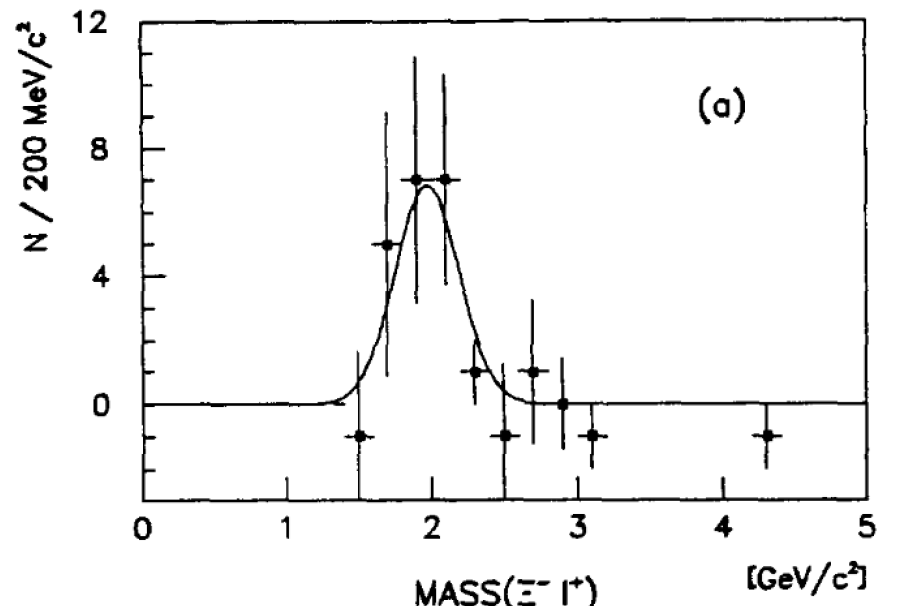 12
N / 200 MeV/c²
(a)
8
4
0
0 1 2 3 4 5
MASS(Ξ⁻ l⁺) [GeV/c²]